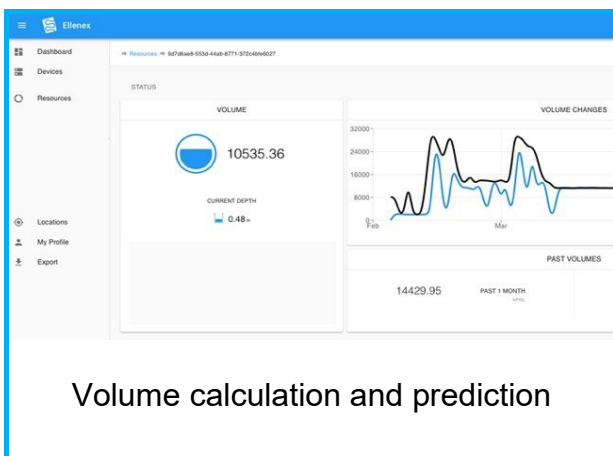 Ellenex
Dashboard
Devices
Resources
Locations
My Profile
Export
⇨ Resources ⇨ 9d7d6ae8-553d-44ab-8771-372c4bfe6027
STATUS
VOLUME
10535.36
CURRENT DEPTH
0.48 m
VOLUME CHANGES
32000
24000
16000
8000
0
Feb
Mar
PAST VOLUMES
14429.95
PAST 1 MONTH
APRIL
Volume calculation and prediction